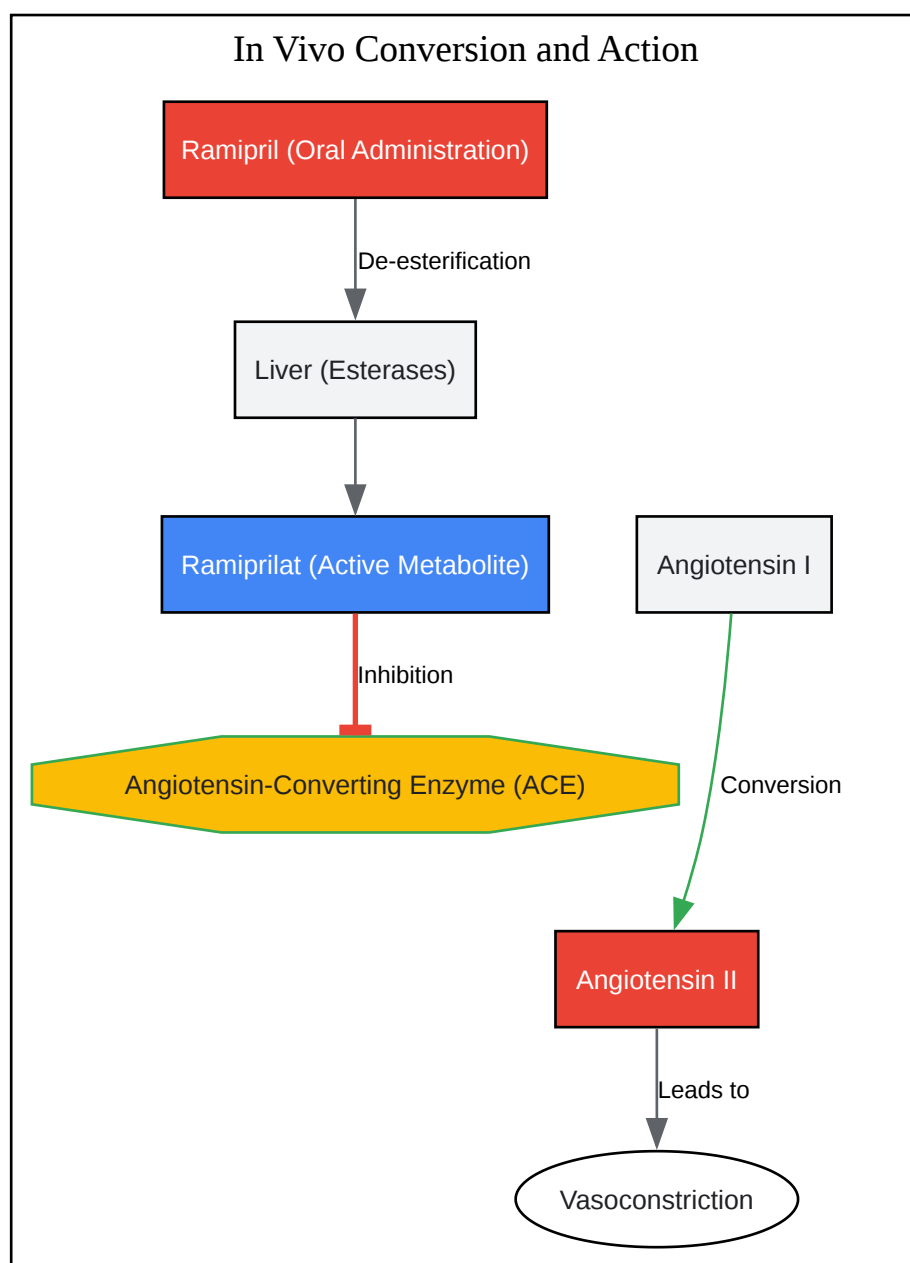 In Vivo Conversion and Action
Ramipril (Oral Administration)
De-esterification
Liver (Esterases)
Ramiprilat (Active Metabolite)
Angiotensin I
Inhibition
Angiotensin-Converting Enzyme (ACE)
Conversion
Angiotensin II
Leads to
Vasoconstriction